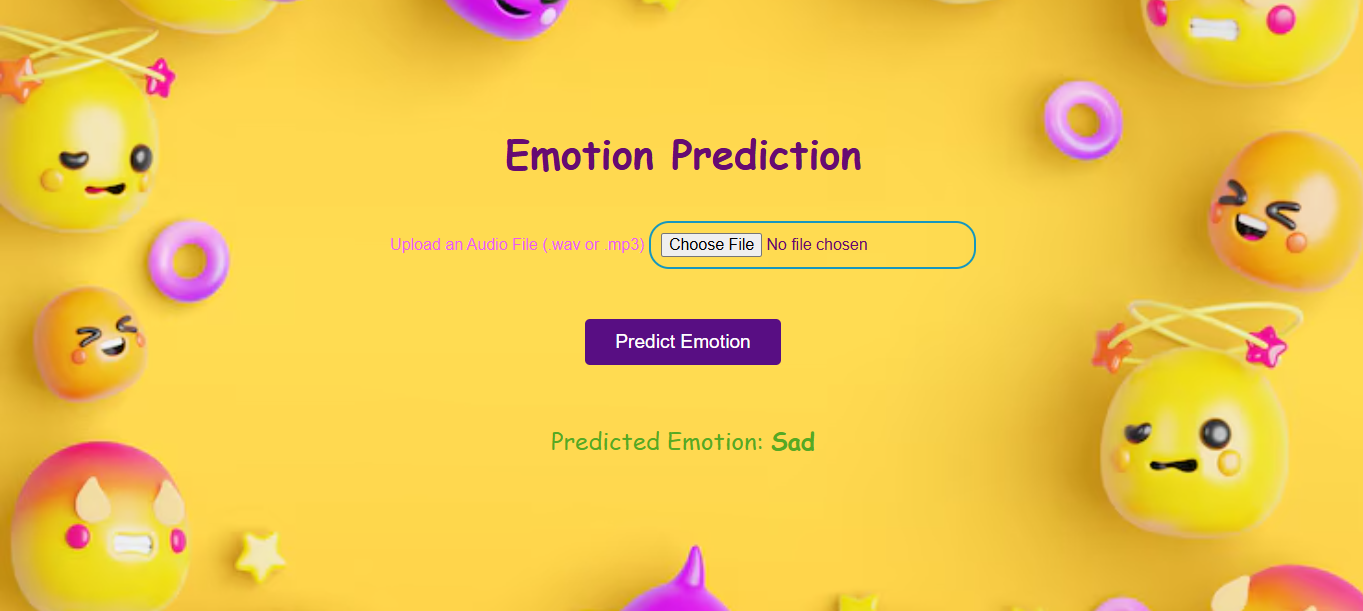 Emotion Prediction
Upload an Audio File (.wav or .mp3) Choose File No file chosen
Predict Emotion
Predicted Emotion: Sad